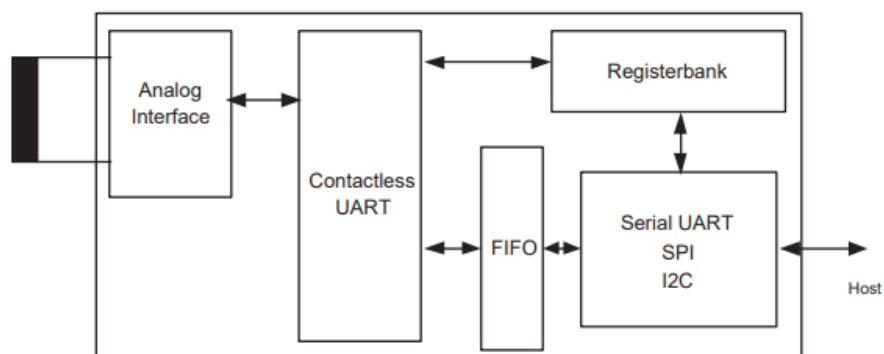 Analog
Interface
Contactless
UART
Registerbank
FIFO
Serial UART
SPI
I2C
Host